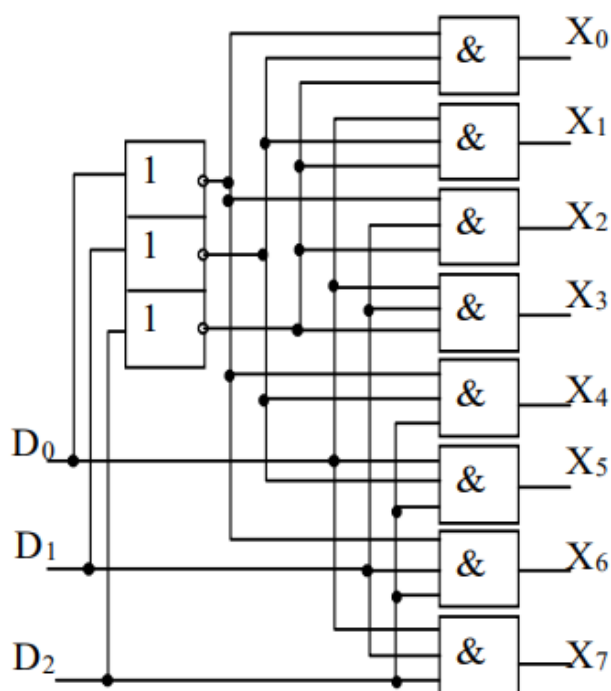 & X₀
& X₁
1
& X₂
1
& X₃
1
& X₄
D₀
& X₅
D₁
& X₆
D₂
& X₇